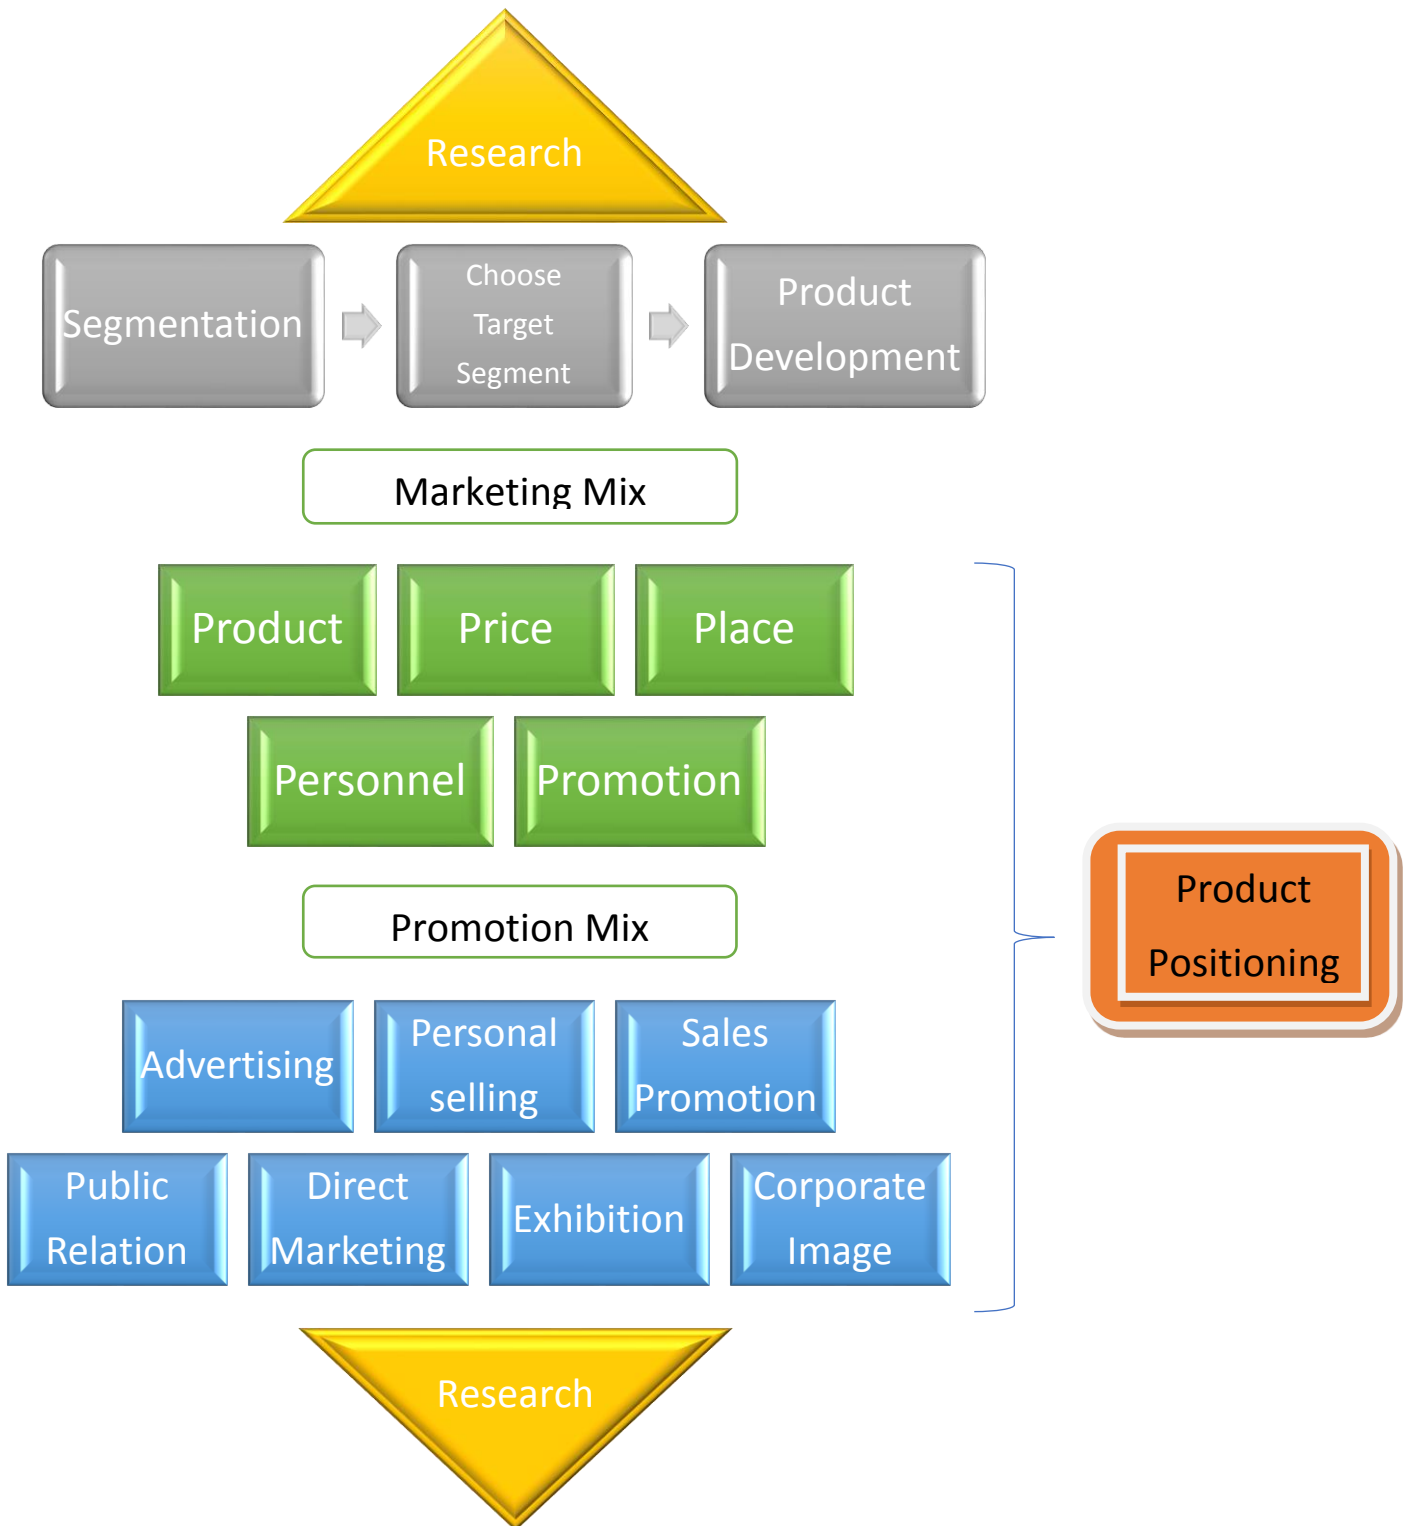 Research
Segmentation
Choose
Target
Segment
Product
Development
Marketing Mix
Product
Price
Place
Personnel
Promotion
Promotion Mix
Advertising
Personal
selling
Sales
Promotion
Public
Relation
Direct
Marketing
Exhibition
Corporate
Image
Product
Positioning
Research